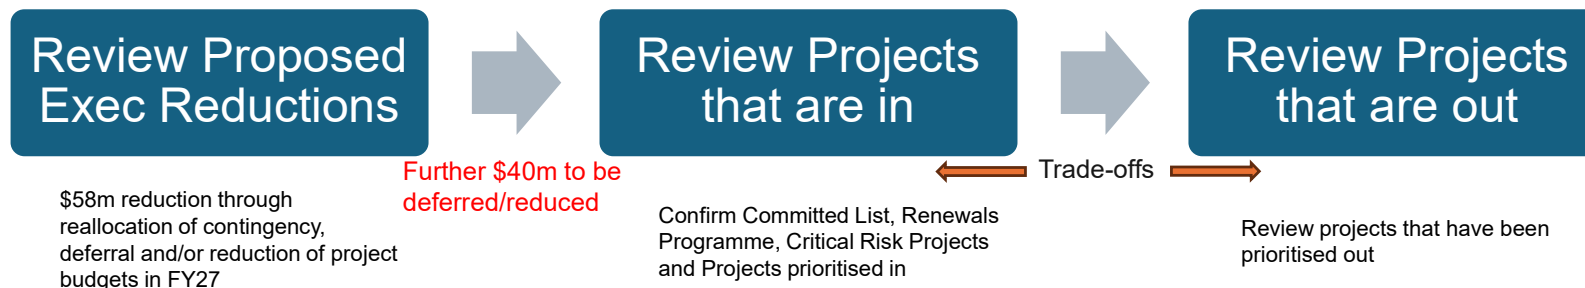 Review Proposed
Exec Reductions
Review Projects
that are in
Review Projects
that are out
Further $40m to be
deferred/reduced
Trade-offs
$58m reduction through
reallocation of contingency,
deferral and/or reduction of project
budgets in FY27
Confirm Committed List, Renewals
Programme, Critical Risk Projects
and Projects prioritised in
Review projects that have been
prioritised out